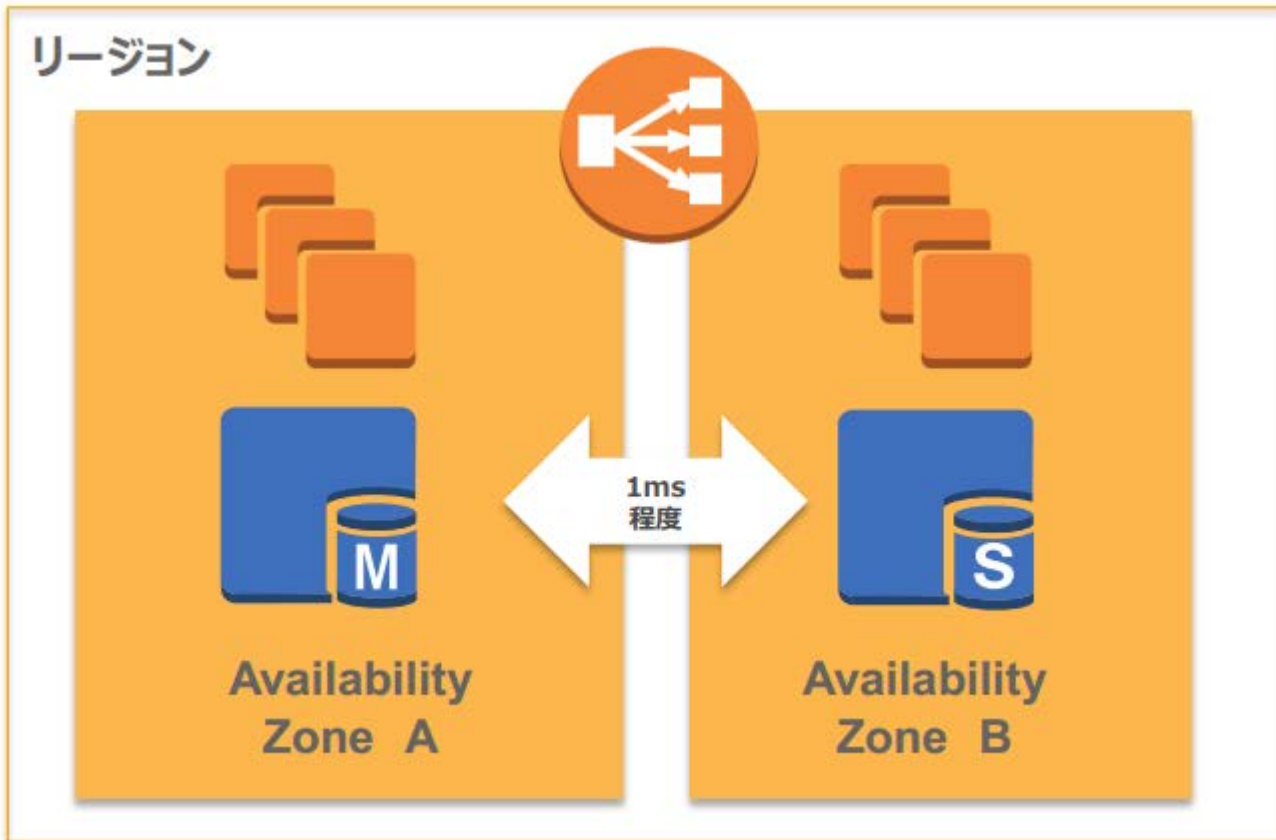 リージョン
M
1ms
程度
S
Availability
Zone A
Availability
Zone B